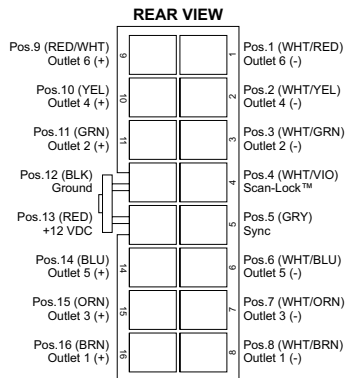 REAR VIEW
Pos.9 (RED/WHT)
Outlet 6 (+)
9
1
Pos.1 (WHT/RED)
Outlet 6 (-)
Pos.10 (YEL)
Outlet 4 (+)
10
2
Pos.2 (WHT/YEL)
Outlet 4 (-)
Pos.11 (GRN)
Outlet 2 (+)
11
3
Pos.3 (WHT/GRN)
Outlet 2 (-)
Pos.12 (BLK)
Ground
4
Pos.4 (WHT/VIO)
Scan-Lock™
Pos.13 (RED)
+12 VDC
5
Pos.5 (GRY)
Sync
Pos.14 (BLU)
Outlet 5 (+)
14
6
Pos.6 (WHT/BLU)
Outlet 5 (-)
Pos.15 (ORN)
Outlet 3 (+)
15
7
Pos.7 (WHT/ORN)
Outlet 3 (-)
Pos.16 (BRN)
Outlet 1 (+)
16
8
Pos.8 (WHT/BRN)
Outlet 1 (-)